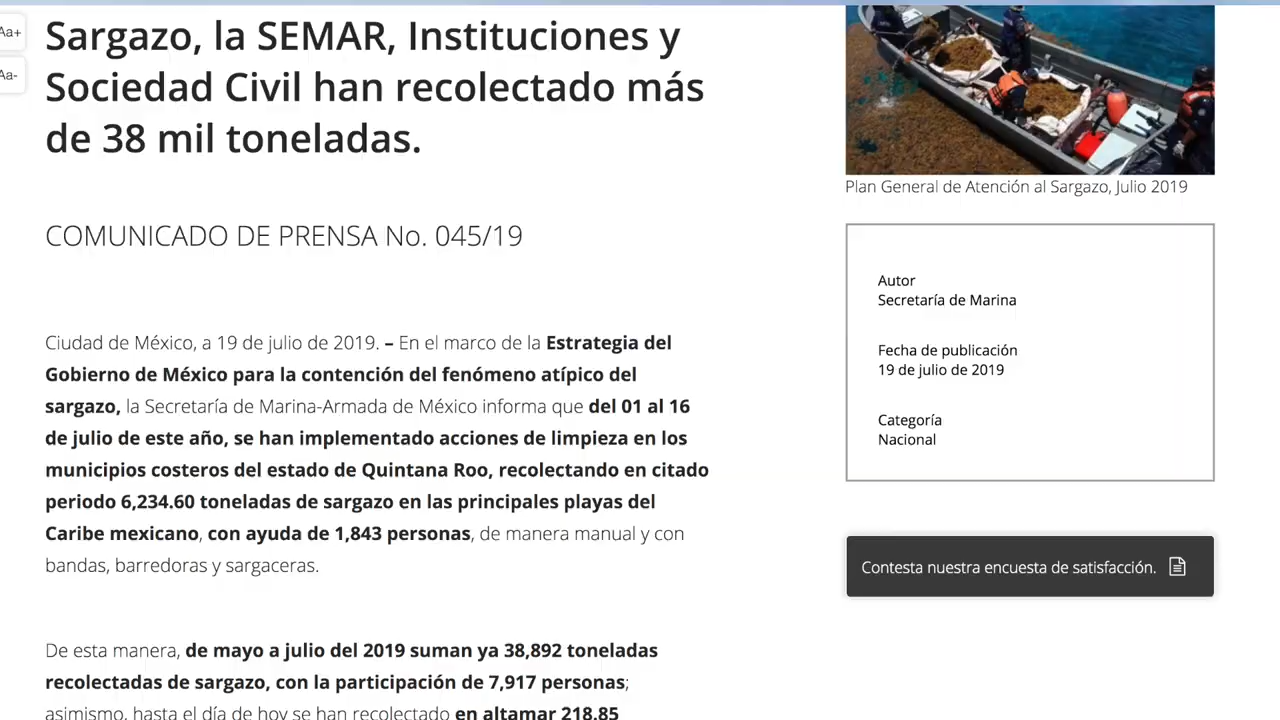 Aa+
Aa-
Sargazo, la SEMAR, Instituciones y
Sociedad Civil han recolectado más
de 38 mil toneladas.
COMUNICADO DE PRENSA No. 045/19
Ciudad de México, a 19 de julio de 2019. – En el marco de la Estrategia del
Gobierno de México para la contención del fenómeno atípico del
sargazo, la Secretaría de Marina-Armada de México informa que del 01 al 16
de julio de este año, se han implementado acciones de limpieza en los
municipios costeros del estado de Quintana Roo, recolectando en citado
periodo 6,234.60 toneladas de sargazo en las principales playas del
Caribe mexicano, con ayuda de 1,843 personas, de manera manual y con
bandas, barredoras y sargaceras.
De esta manera, de mayo a julio del 2019 suman ya 38,892 toneladas
recolectadas de sargazo, con la participación de 7,917 personas;
asimismo, hasta el día de hoy se han recolectado en altamar 218.85
Plan General de Atención al Sargazo, Julio 2019
Autor
Secretaría de Marina
Fecha de publicación
19 de julio de 2019
Categoría
Nacional
Contesta nuestra encuesta de satisfacción.